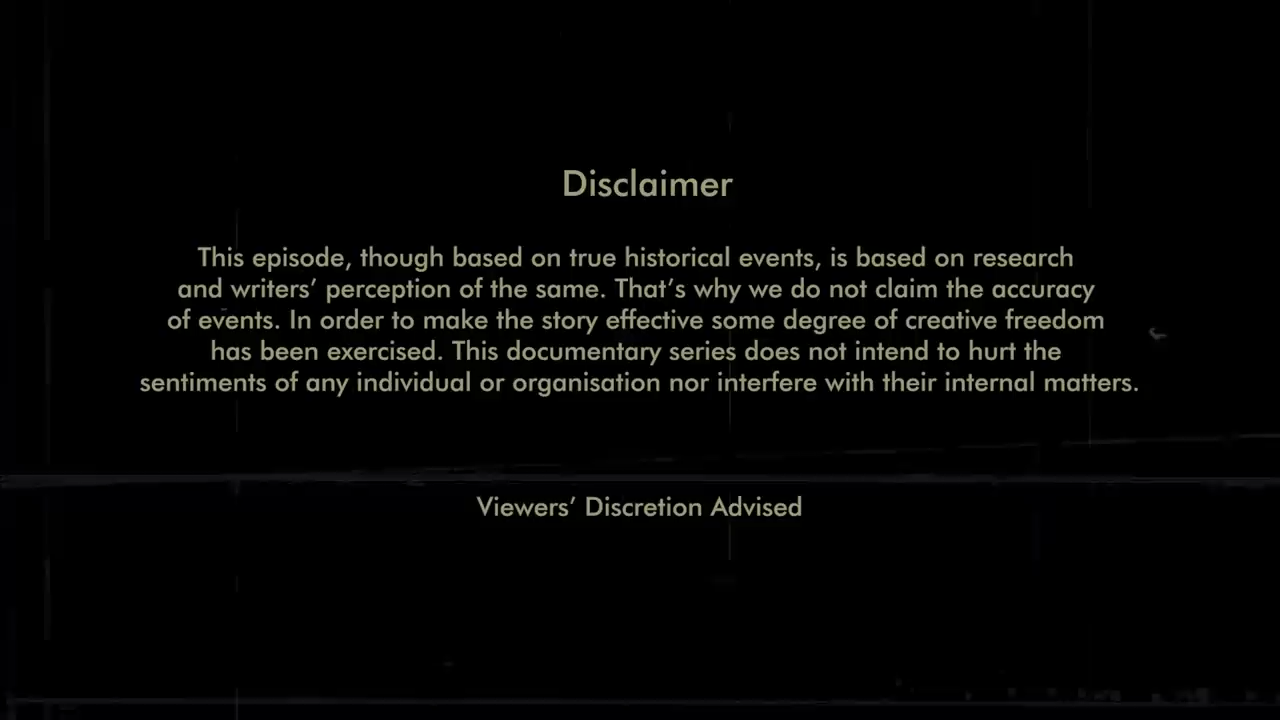 Disclaimer
This episode, though based on true historical events, is based on research
and writers’ perception of the same. That’s why we do not claim the accuracy
of events. In order to make the story effective some degree of creative freedom
has been exercised. This documentary series does not intend to hurt the
sentiments of any individual or organisation nor interfere with their internal matters.
Viewers’ Discretion Advised